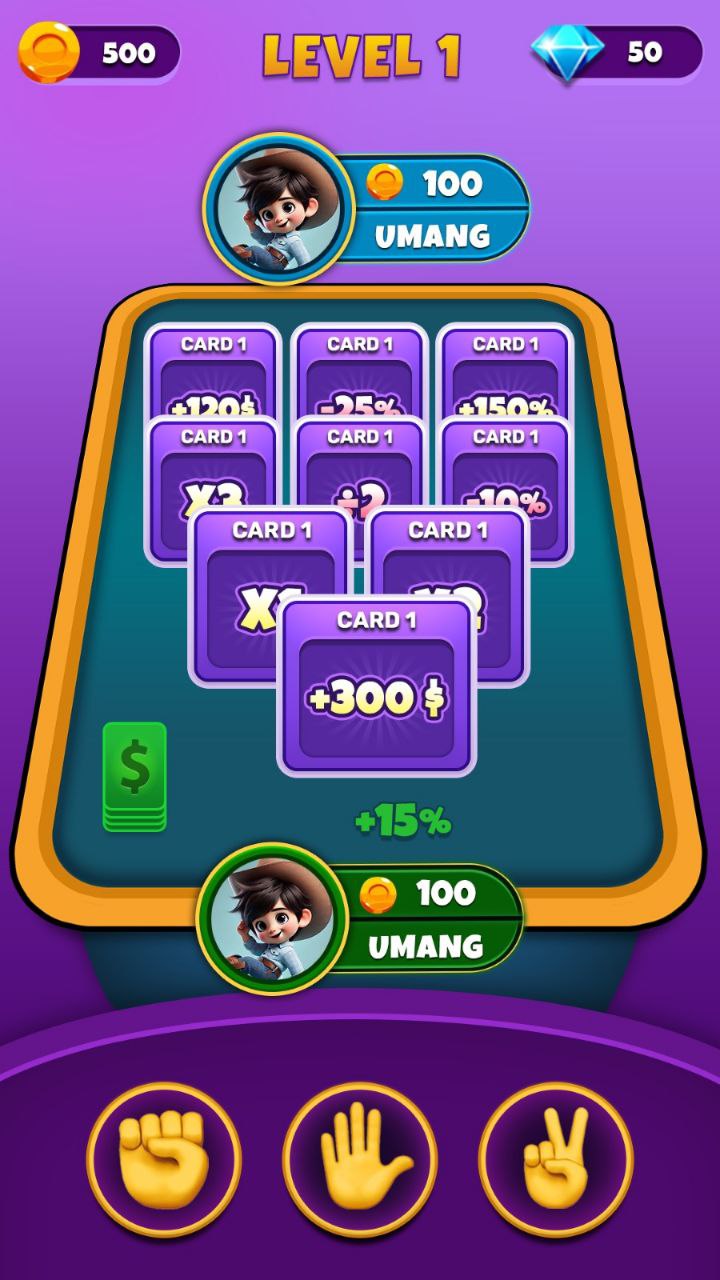 500
LEVEL 1
50
100
UMANG
CARD 1
CARD 1
CARD 1
+120$
-25%
+150%
CARD 1
CARD 1
CARD 1
X3
÷2
-10%
CARD 1
CARD 1
CARD 1
+300 $
$
+15%
100
UMANG